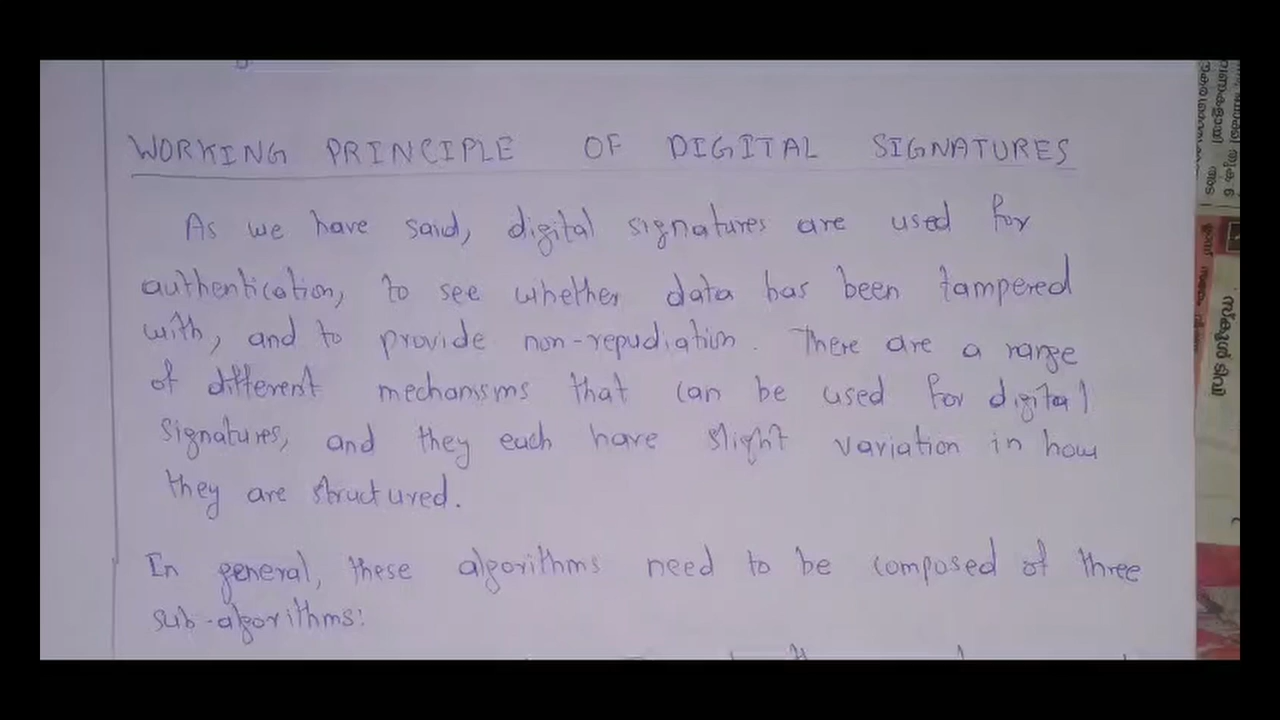 WORKING PRINCIPLE OF DIGITAL SIGNATURES
As we have said, digital signatures are used for
authentication, to see whether data has been tampered
with, and to provide non-repudiation. There are a range
of different mechanisms that can be used for digital
signatures, and they each have slight variation in how
they are structured.
In general, these algorithms need to be composed of three
sub-algorithms: